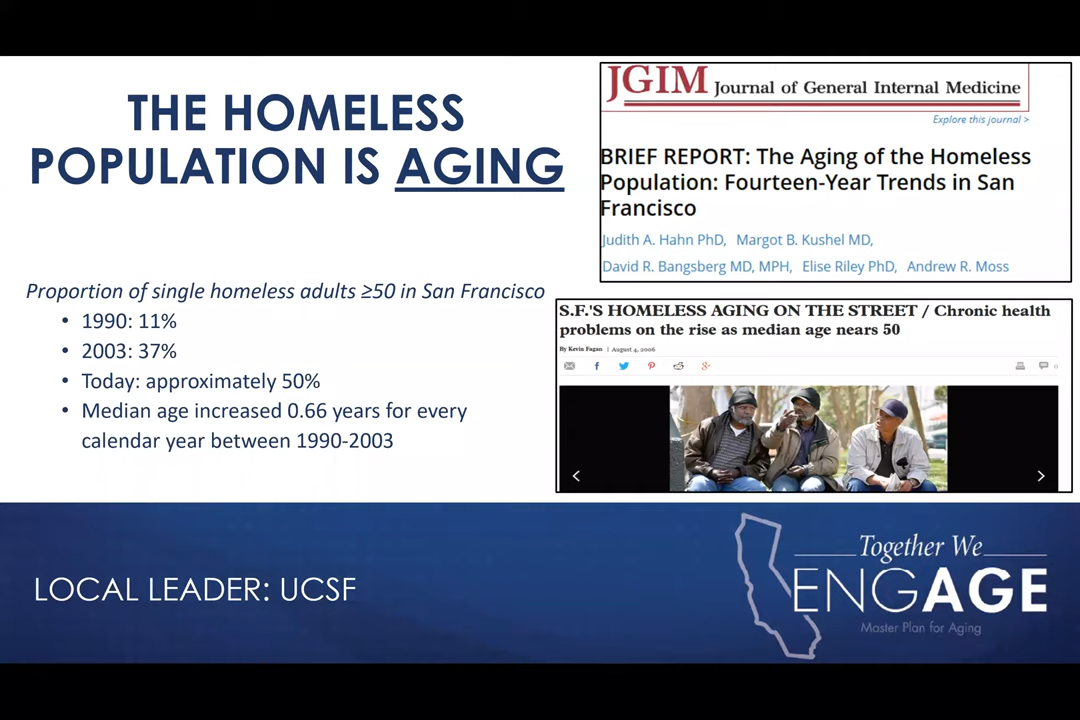 THE HOMELESS
POPULATION IS AGING
Proportion of single homeless adults ≥50 in San Francisco
• 1990: 11%
• 2003: 37%
• Today: approximately 50%
• Median age increased 0.66 years for every
calendar year between 1990-2003
JGIM Journal of General Internal Medicine
Explore this journal >
BRIEF REPORT: The Aging of the Homeless
Population: Fourteen-Year Trends in San
Francisco
Judith A. Hahn PhD, Margot B. Kushel MD,
David R. Bangsberg MD, MPH, Elise Riley PhD, Andrew R. Moss
S.F.'S HOMELESS AGING ON THE STREET / Chronic health
problems on the rise as median age nears 50
By Kevin Fagan | August 4, 2006
0
LOCAL LEADER: UCSF
Together We
ENGAGE
Master Plan for Aging